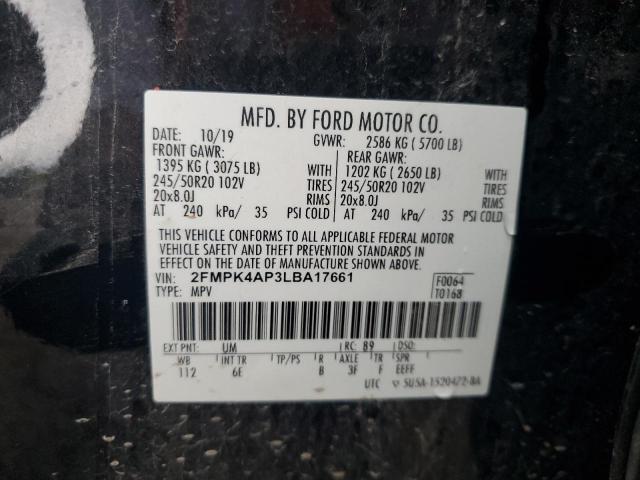 MFD. BY FORD MOTOR CO.
DATE: 10/19 GVWR: 2586 KG ( 5700 LB)
FRONT GAWR: REAR GAWR:
1395 KG ( 3075 LB) WITH 1202 KG ( 2650 LB) WITH
245/50R20 102V TIRES 245/50R20 102V TIRES
20x8.0J RIMS 20x8.0J RIMS
AT 240 kPa/ 35 PSI COLD AT 240 kPa/ 35 PSI COLD
THIS VEHICLE CONFORMS TO ALL APPLICABLE FEDERAL MOTOR
VEHICLE SAFETY AND THEFT PREVENTION STANDARDS IN
EFFECT ON THE DATE OF MANUFACTURE SHOWN ABOVE.
VIN: 2FMPK4AP3LBA17661 F0064
TYPE: MPV T0168
EXT PNT: UM RC: B9 DSO:
WB INT TR TP/PS R AXLE TR SPR
112 6E B 3F F EEFF
UTC 5U5A-1520472-BA